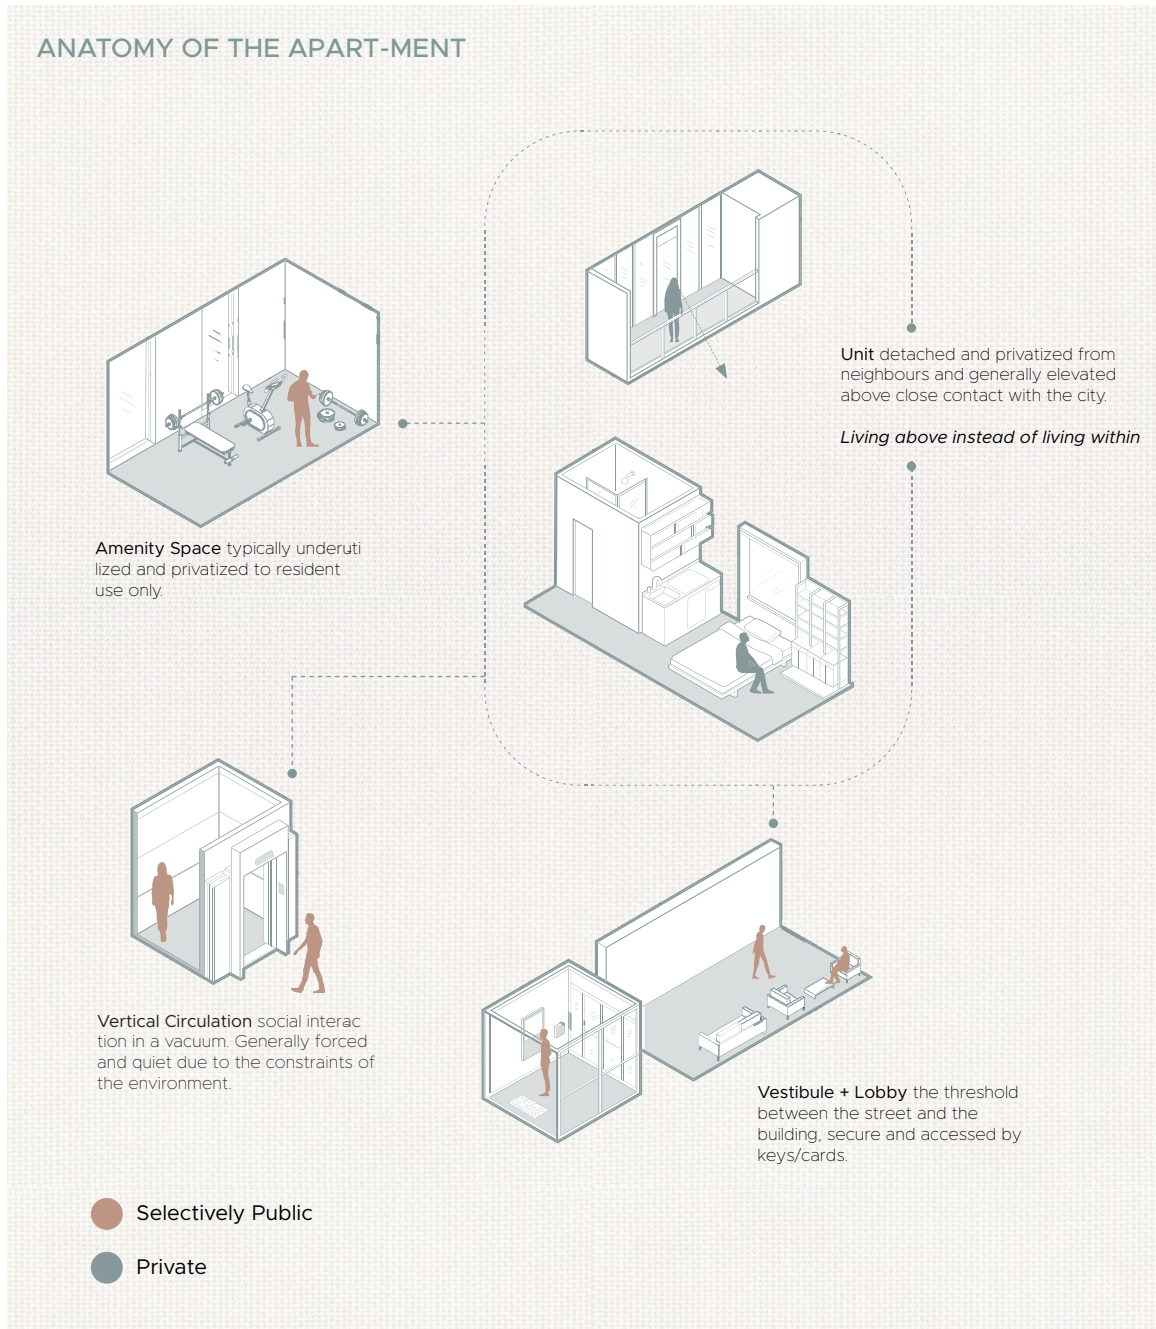 ANATOMY OF THE APART-MENT
Unit detached and privatized from
neighbours and generally elevated
above close contact with the city.
Living above instead of living within
Amenity Space typically underuti
lized and privatized to resident
use only.
Vertical Circulation social interac
tion in a vacuum. Generally forced
and quiet due to the constraints of
the environment.
Vestibule + Lobby the threshold
between the street and the
building, secure and accessed by
keys/cards.
Selectively Public
Private